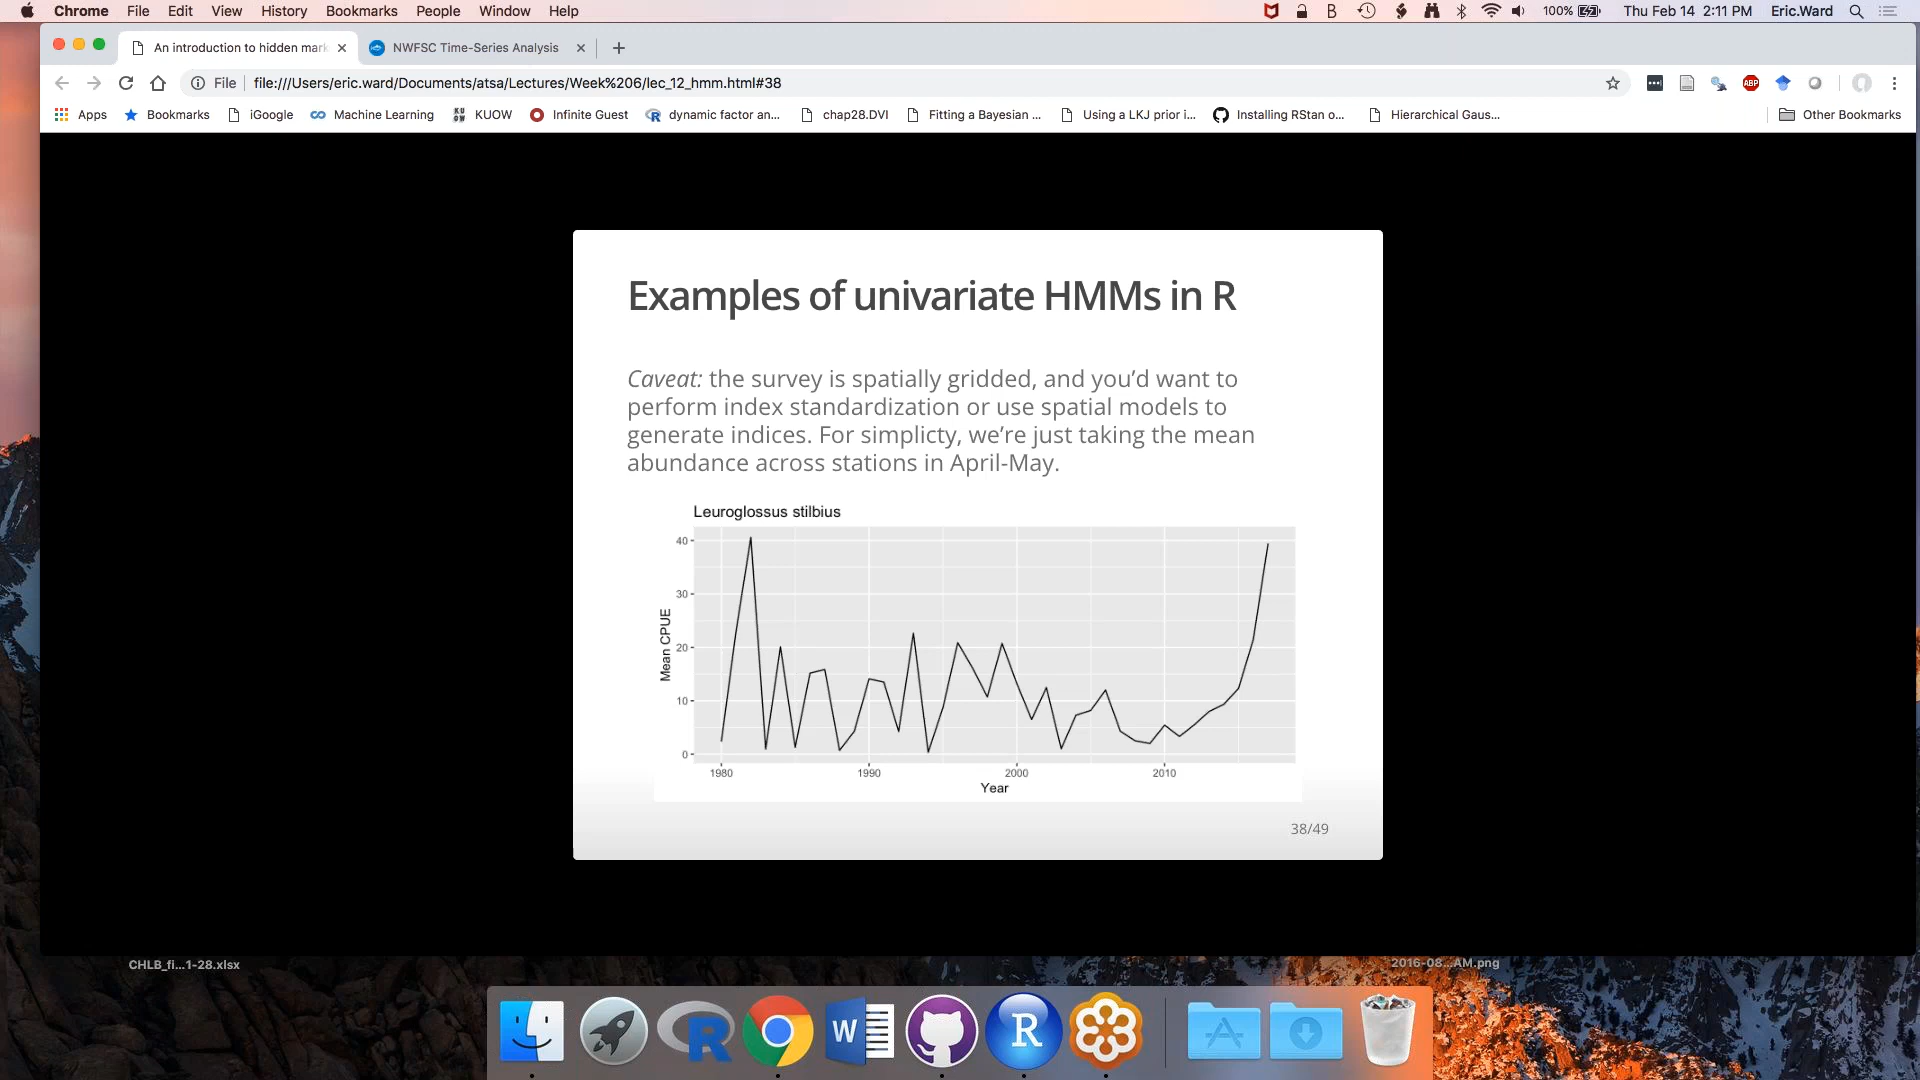 Chrome File Edit View History Bookmarks People Window Help 100% Thu Feb 14 2:11 PM Eric.Ward
An introduction to hidden mar NWFSC Time-Series Analysis
File file:///Users/eric.ward/Documents/atsa/Lectures/Week%206/lec_12_hmm.html#38 ABP
Apps Bookmarks iGoogle Machine Learning KUOW KUOW Infinite Guest dynamic factor an... chap28.DVI Fitting a Bayesian ... Using a LKJ prior i... Installing RStan o... Hierarchical Gaus... Other Bookmarks
Examples of univariate HMMs in R
Caveat: the survey is spatially gridded, and you'd want to
perform index standardization or use spatial models to
generate indices. For simplicty, we're just taking the mean
abundance across stations in April-May.
Leuroglossus stilbius
40
30
20
10
0
Mean CPUE
1980 1990 2000 2010
Year
38/49
CHLB_fi...1-28.xlsx 2016-08...AM.png
R W R